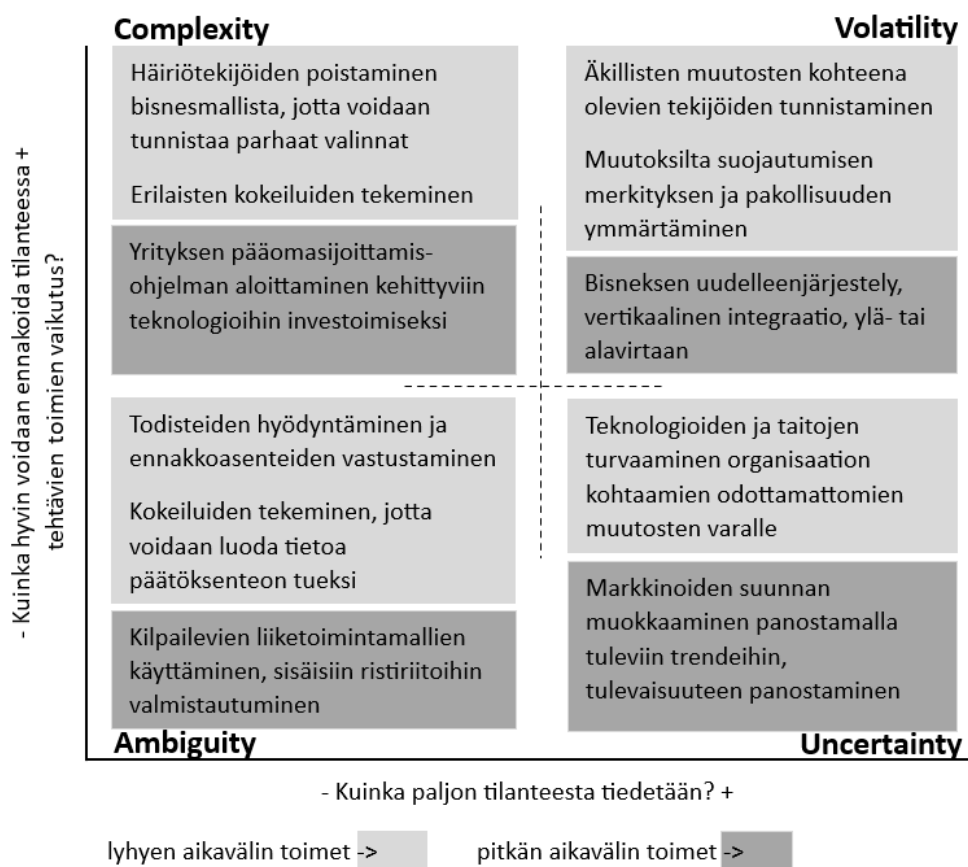 Complexity
Volatility
Häiriötekijöiden poistaminen
bisnesmallista, jotta voidaan
tunnistaa parhaat valinnat
Erilaisten kokeiluiden tekeminen
Yrityksen pääomasijoittamis-
ohjelman aloittaminen kehittyviin
teknologioihin investoimiseksi
Äkillisten muutosten kohteena
olevien tekijöiden tunnistaminen
Muutoksilta suojautumisen
merkityksen ja pakollisuuden
ymmärtäminen
Bisneksen uudelleenjärjestely,
vertikaalinen integraatio, ylä- tai
alavirtaan
- Kuinka hyvin voidaan ennakoida tilanteessa +
tehtävien toimien vaikutus?
Todisteiden hyödyntäminen ja
ennakkoasenteiden vastustaminen
Kokeiluiden tekeminen, jotta
voidaan luoda tietoa
päätöksenteon tueksi
Kilpailevien liiketoimintamallien
käyttäminen, sisäisiin ristiriitoihin
valmistautuminen
Teknologioiden ja taitojen
turvaaminen organisaation
kohtaamien odottamattomien
muutosten varalle
Markkinoiden suunnan
muokkaaminen panostamalla
tuleviin trendeihin,
tulevaisuuteen panostaminen
Ambiguity
Uncertainty
- Kuinka paljon tilanteesta tiedetään? +
lyhyen aikavälin toimet ->
pitkän aikavälin toimet ->